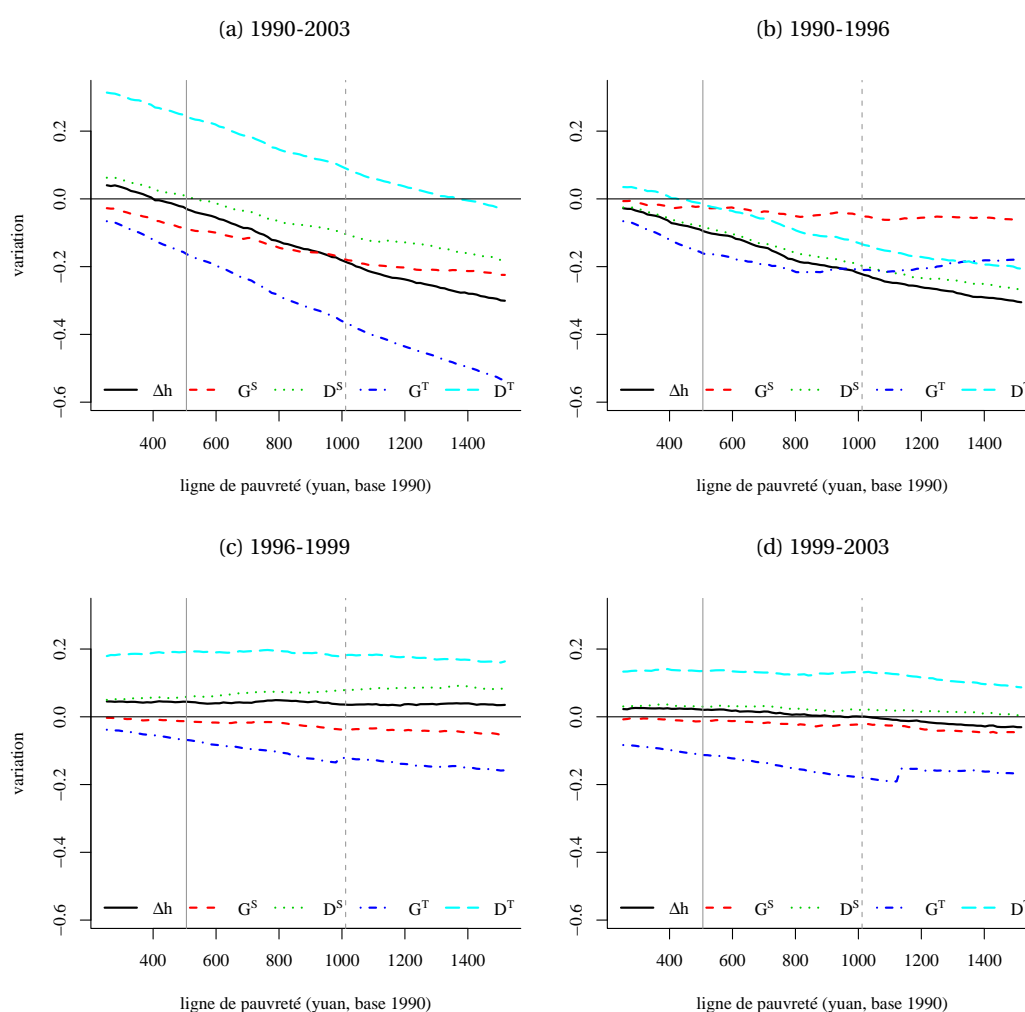 (a) 1990-2003
variation
0.2
0.0
−0.2
−0.4
−0.6
Δh G^S D^S G^T D^T
400 600 800 1000 1200 1400
ligne de pauvreté (yuan, base 1990)
(b) 1990-1996
0.2
0.0
−0.2
−0.4
−0.6
Δh G^S D^S G^T D^T
400 600 800 1000 1200 1400
ligne de pauvreté (yuan, base 1990)
(c) 1996-1999
variation
0.2
0.0
−0.2
−0.4
−0.6
Δh G^S D^S G^T D^T
400 600 800 1000 1200 1400
ligne de pauvreté (yuan, base 1990)
(d) 1999-2003
0.2
0.0
−0.2
−0.4
−0.6
Δh G^S D^S G^T D^T
400 600 800 1000 1200 1400
ligne de pauvreté (yuan, base 1990)